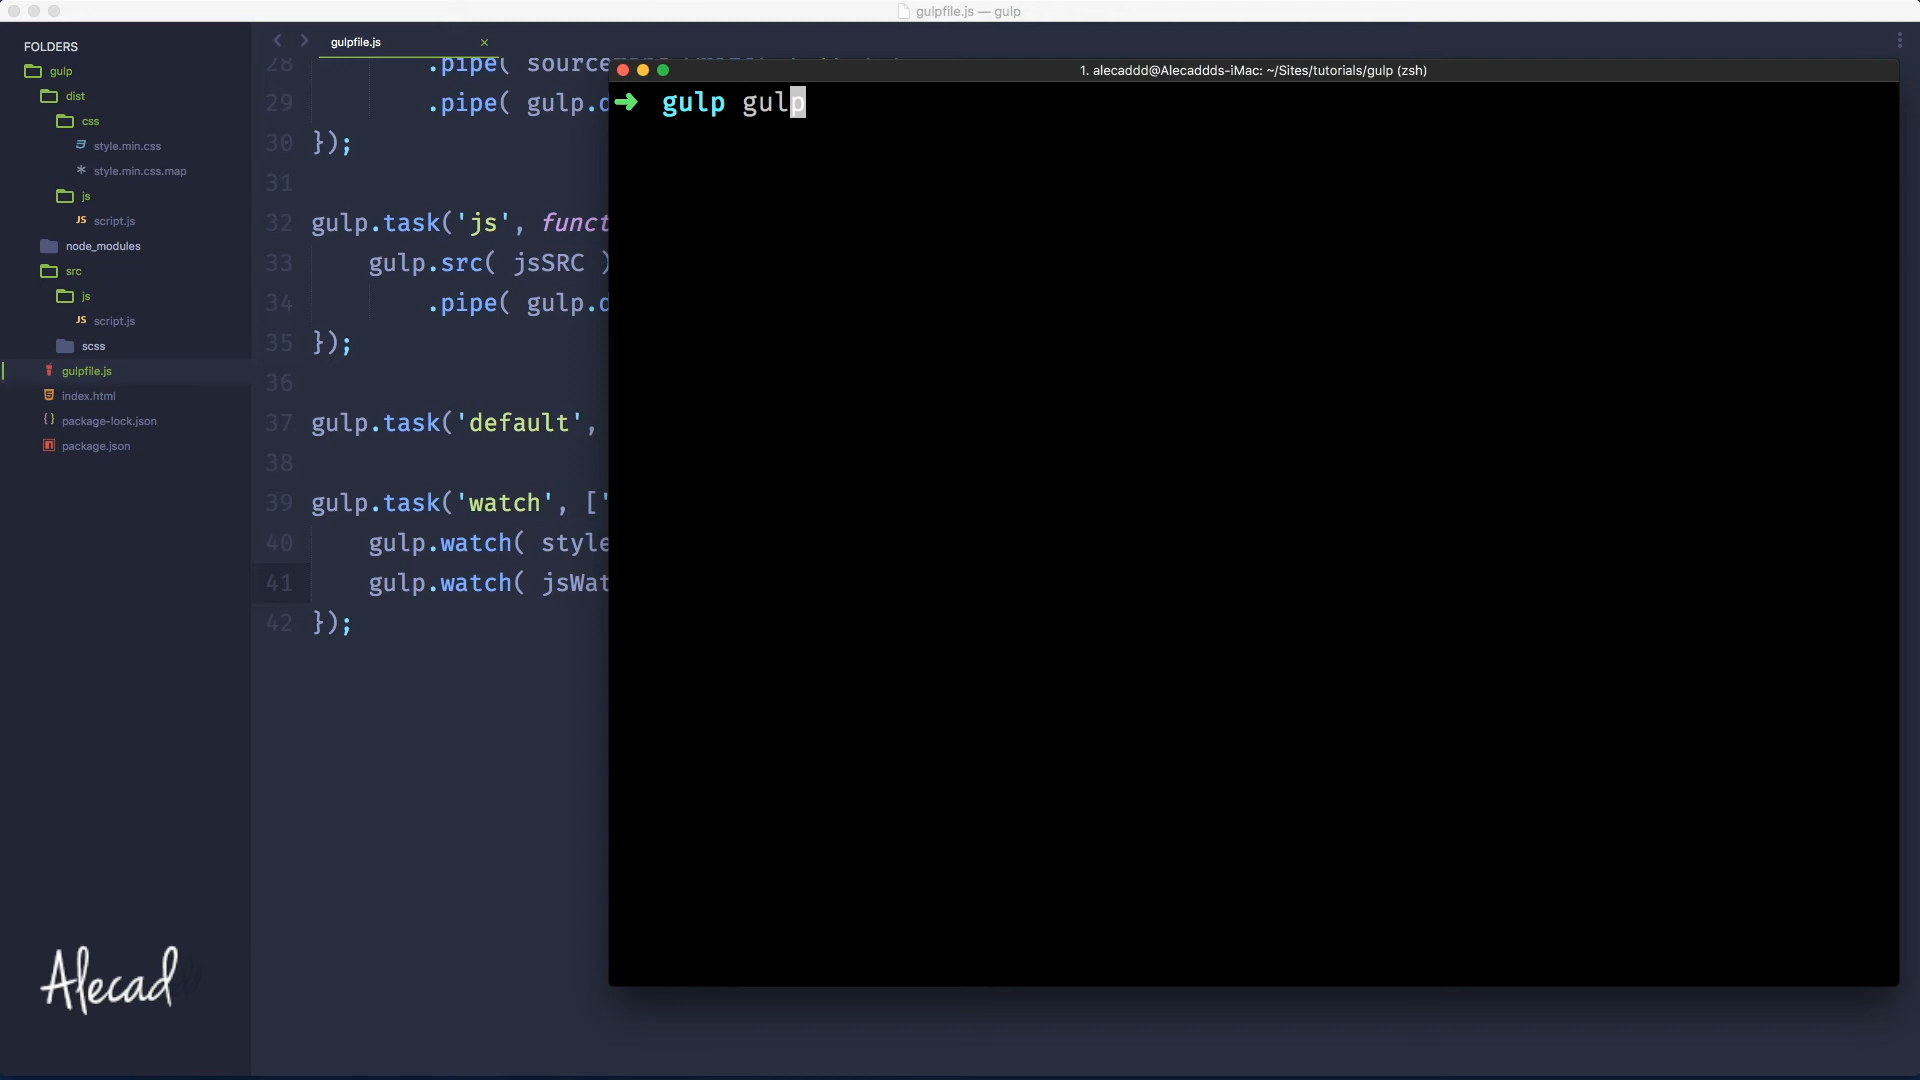 gulpfile.js — gulp
FOLDERS
gulp
dist
css
style.min.css
style.min.css.map
js
JS script.js
node_modules
src
js
JS script.js
scss
gulpfile.js
index.html
package-lock.json
package.json
Alecad
gulpfile.js ×
28 .pipe( source
29 .pipe( gulp.d
30 });
31
32 gulp.task('js', funct
33 gulp.src( jsSRC )
34 .pipe( gulp.d
35 });
36
37 gulp.task('default',
38
39 gulp.task('watch', ['
40 gulp.watch( style
41 gulp.watch( jsWat
42 });
1. alecaddd@Alecaddds-iMac: ~/Sites/tutorials/gulp (zsh)
➜ gulp gulp